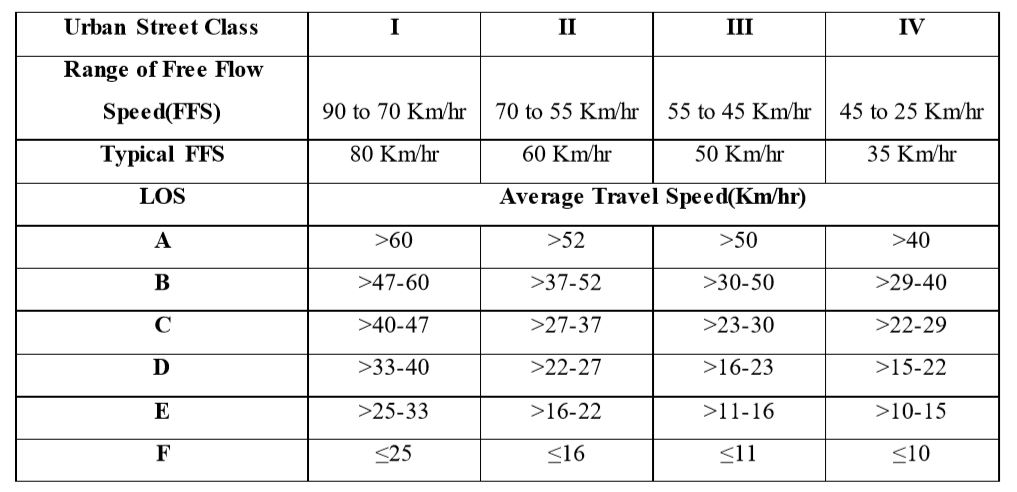 Urban Street Class I II III IV
Range of Free Flow
Speed(FFS) 90 to 70 Km/hr 70 to 55 Km/hr 55 to 45 Km/hr 45 to 25 Km/hr
Typical FFS 80 Km/hr 60 Km/hr 50 Km/hr 35 Km/hr
LOS Average Travel Speed(Km/hr)
A >60 >52 >50 >40
B >47-60 >37-52 >30-50 >29-40
C >40-47 >27-37 >23-30 >22-29
D >33-40 >22-27 >16-23 >15-22
E >25-33 >16-22 >11-16 >10-15
F ≤25 ≤16 ≤11 ≤10